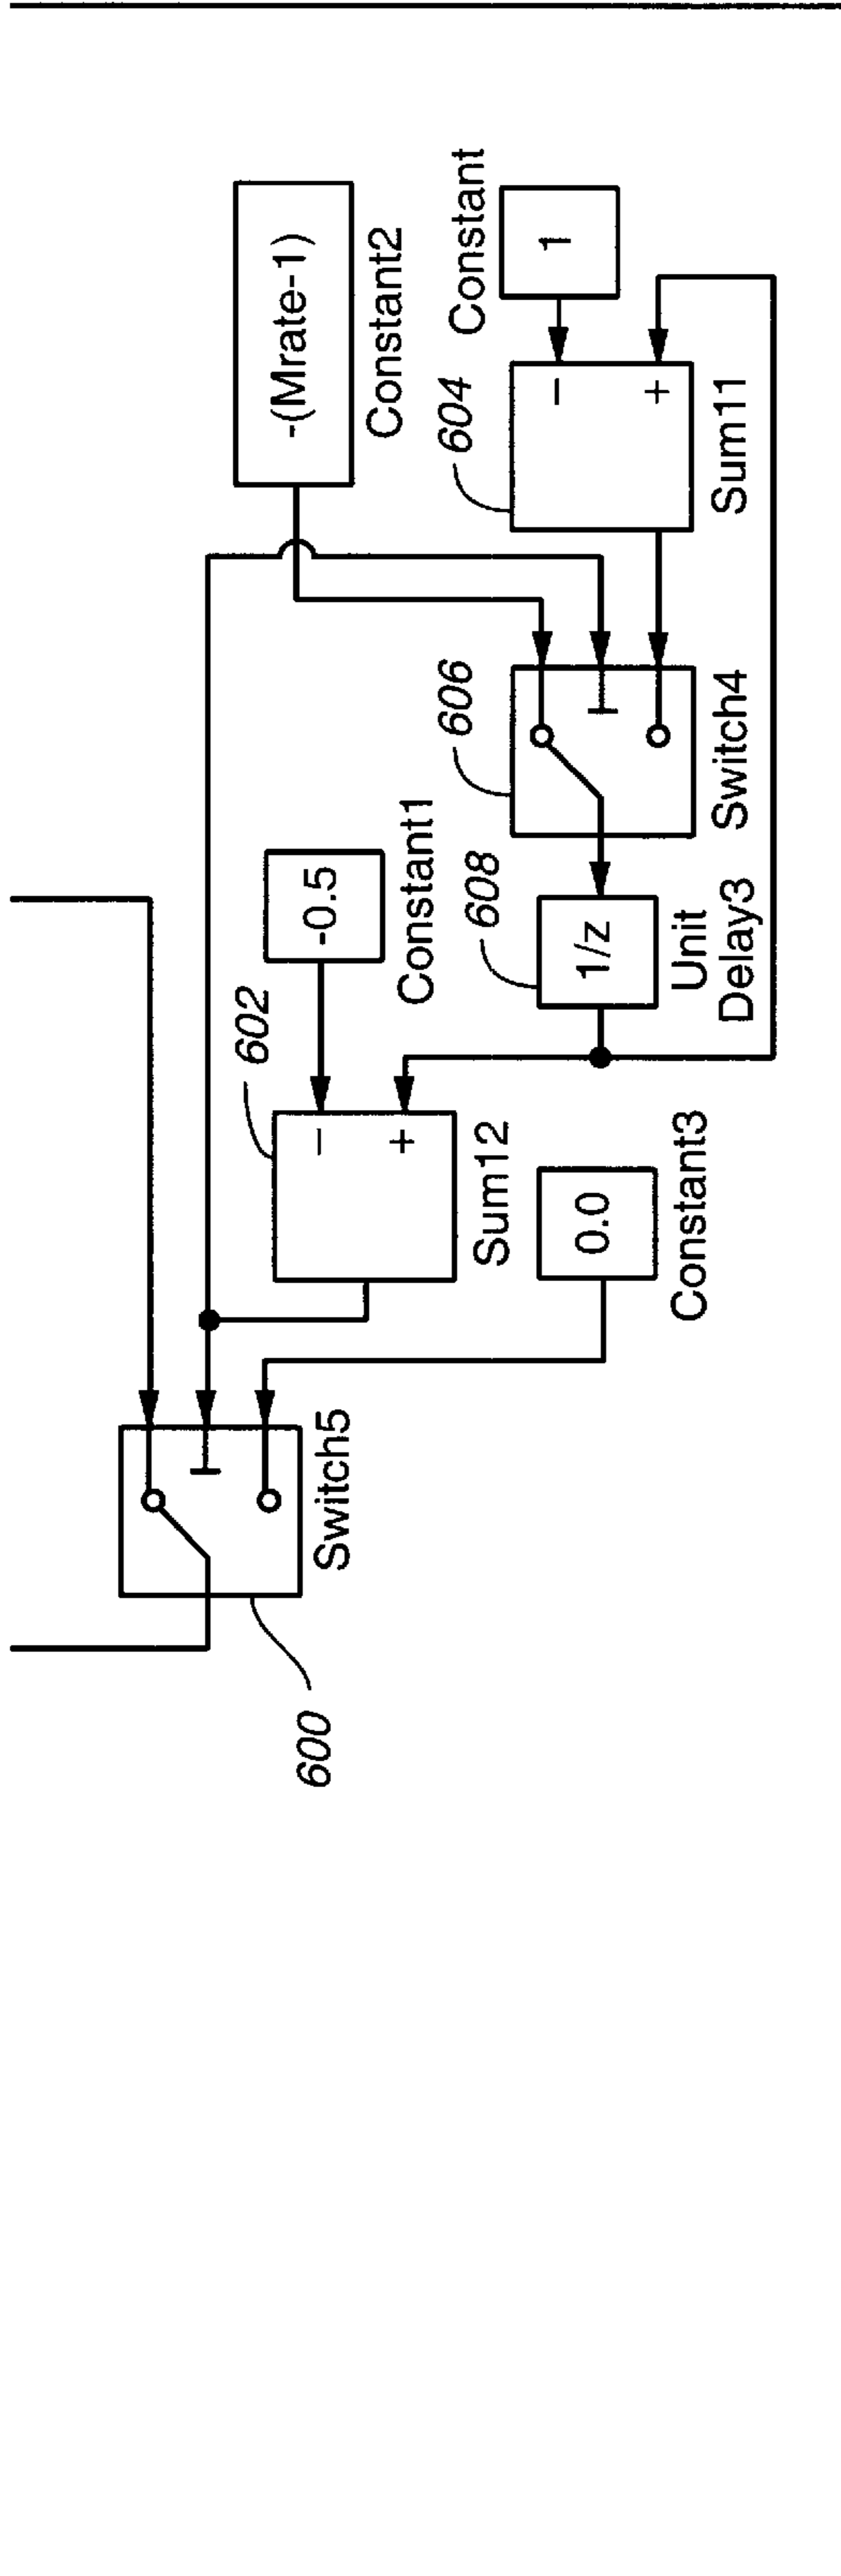 602
-(Mrate-1)
600
Switch5
−
-0.5
Constant2
+
Constant1
606
604
Constant
608
Sum12
−
1
0.0
1/z
+
Constant3
Unit
Delay3
Switch4
Sum11